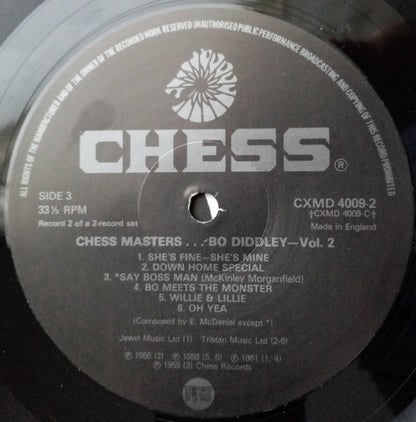 ALL RIGHTS OF THE MANUFACTURER AND OF THE OWNER OF THE RECORDED WORK RESERVED UNAUTHORISED PUBLIC PERFORMANCE BROADCASTING AND COPYING OF THIS RECORD PROHIBITED
CHESS®
SIDE 3
33⅓ RPM
Record 2 of a 2-record set
CXMD 4009-2
†CXMD 4009-C†
Made in England
CHESS MASTERS . . . BO DIDDLEY—Vol. 2
1. SHE'S FINE—SHE'S MINE
2. DOWN HOME SPECIAL
3. *SAY BOSS MAN (McKinley Morganfield)
4. BO MEETS THE MONSTER
5. WILLIE & LILLIE
6. OH YEA
(Composed by E. McDaniel except *)
Jewel Music Ltd (1) Tristan Music Ltd (2-6)
℗ 1956 (2) ℗ 1958 (5, 6) ℗ 1961 (1, 4)
℗ 1959 (3) Chess Records